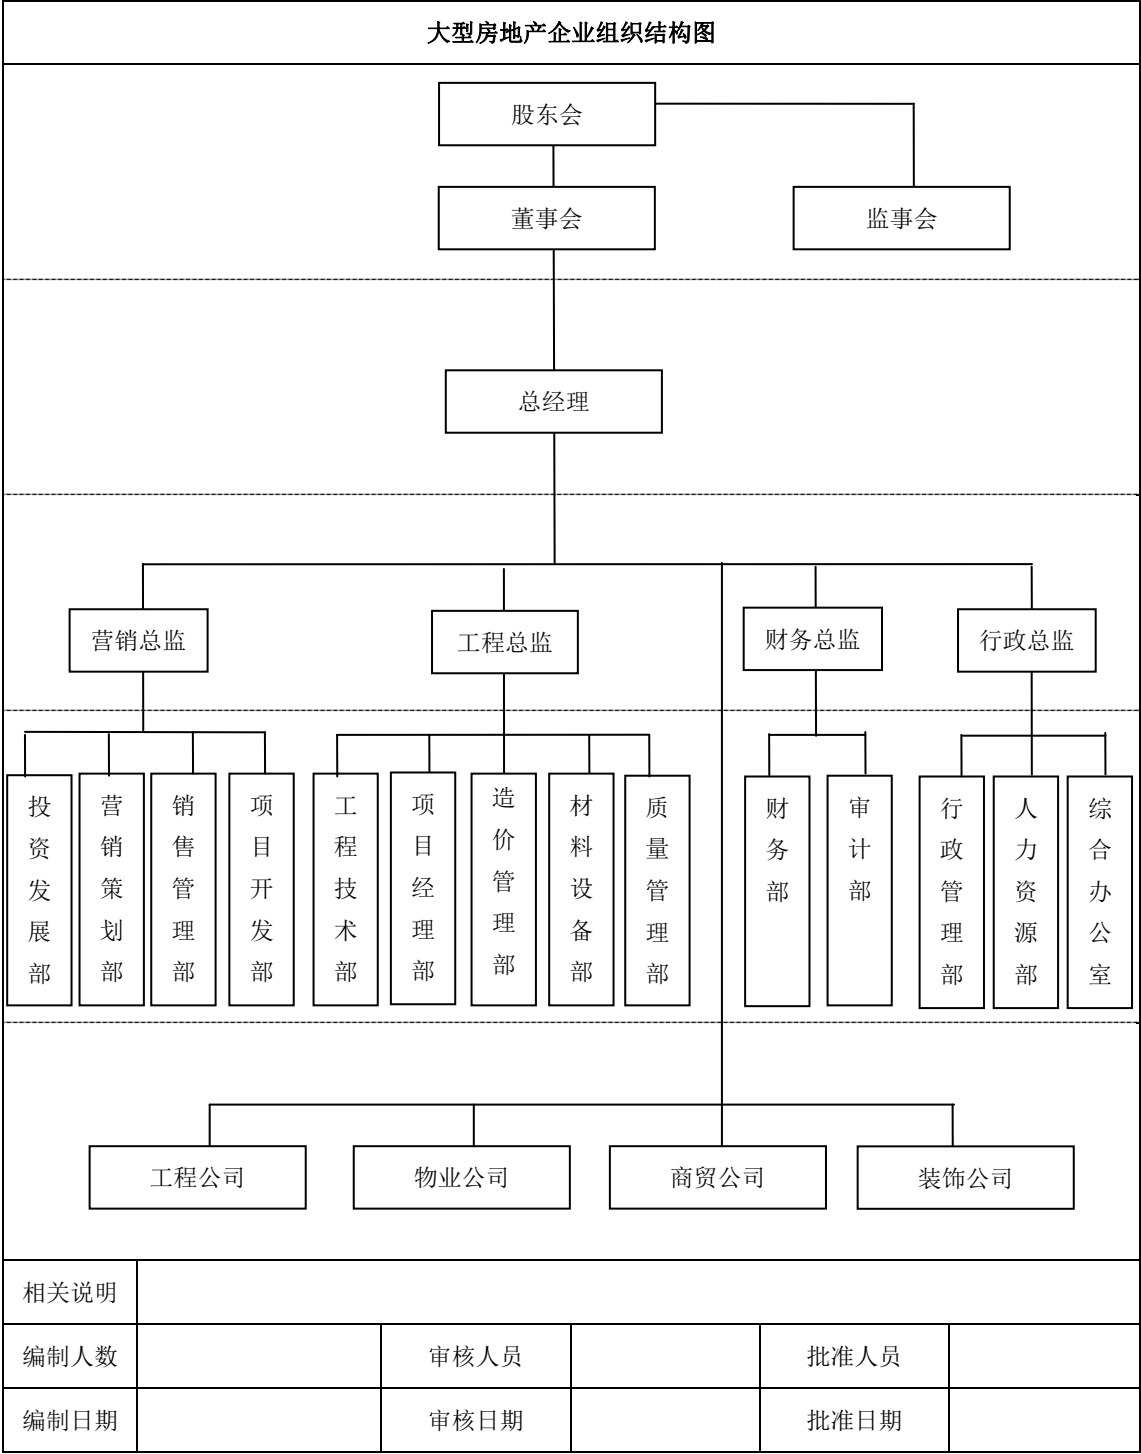 大型房地产企业组织结构图
股东会
董事会
监事会
总经理
营销总监
工程总监
财务总监
行政总监
投资发展部
营销策划部
销售管理部
项目开发部
工程技术部
项目经理部
造价管理部
材料设备部
质量管理部
财务部
审计部
行政管理部
人力资源部
综合办公室
工程公司
物业公司
商贸公司
装饰公司
相关说明
编制人数
审核人员
批准人员
编制日期
审核日期
批准日期